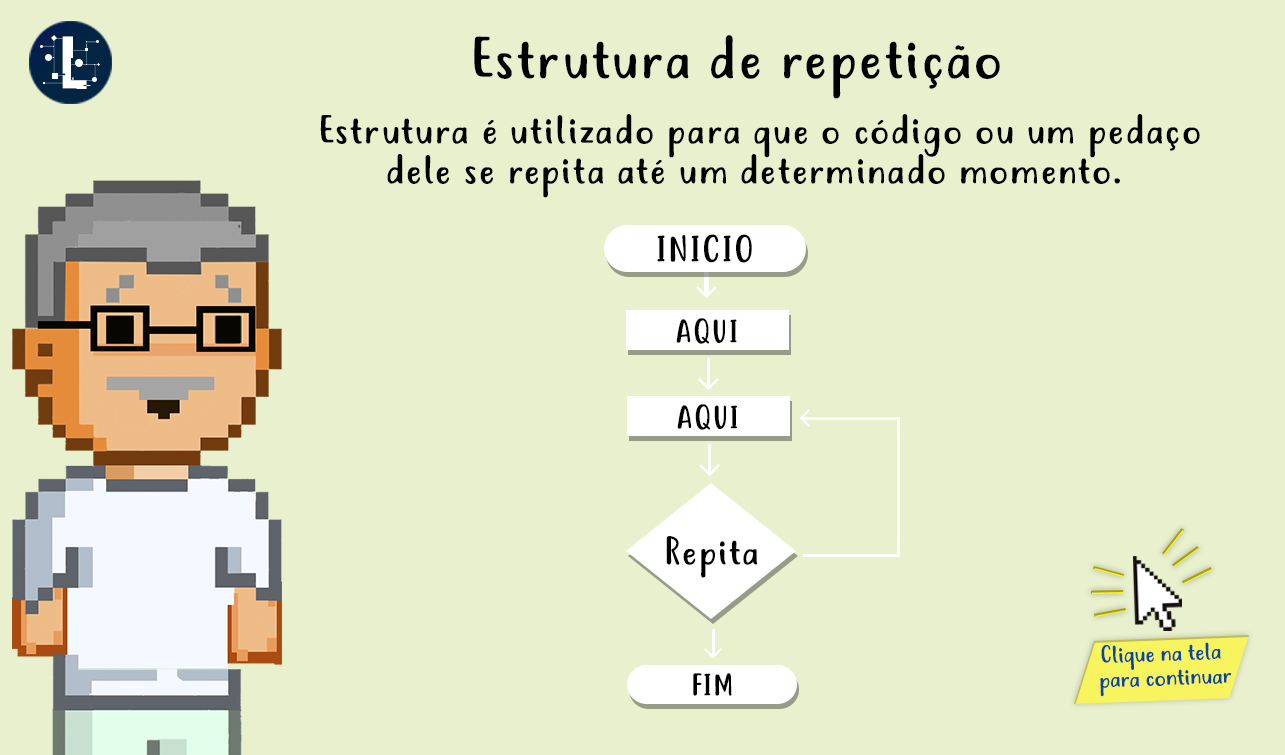 L
Estrutura de repetição
Estrutura é utilizado para que o código ou um pedaço
dele se repita até um determinado momento.
INICIO
AQUI
AQUI
Repita
FIM
Clique na tela
para continuar